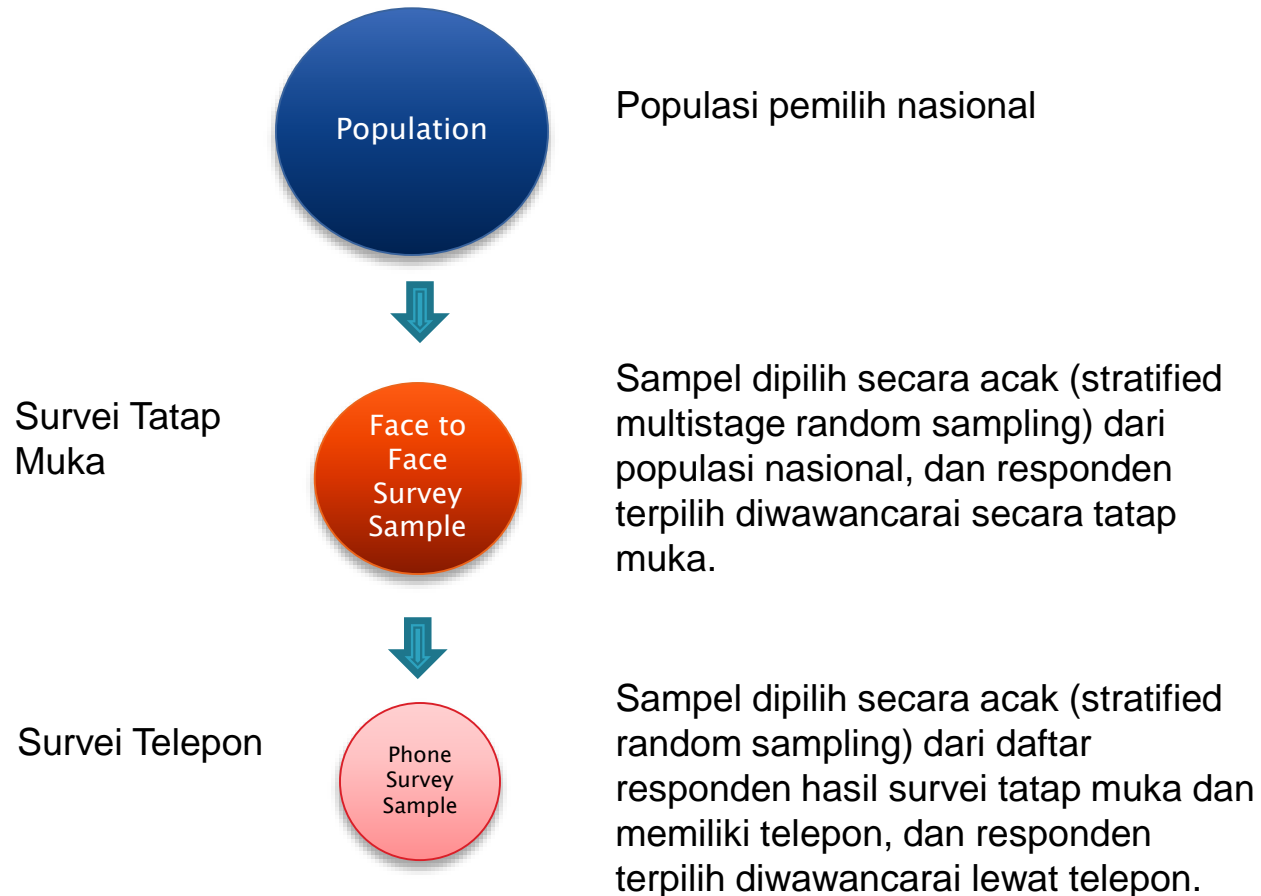 Population
Populasi pemilih nasional
Survei Tatap
Muka
Face to
Face
Survey
Sample
Sampel dipilih secara acak (stratified
multistage random sampling) dari
populasi nasional, dan responden
terpilih diwawancarai secara tatap
muka.
Survei Telepon
Phone
Survey
Sample
Sampel dipilih secara acak (stratified
random sampling) dari daftar
responden hasil survei tatap muka dan
memiliki telepon, dan responden
terpilih diwawancarai lewat telepon.